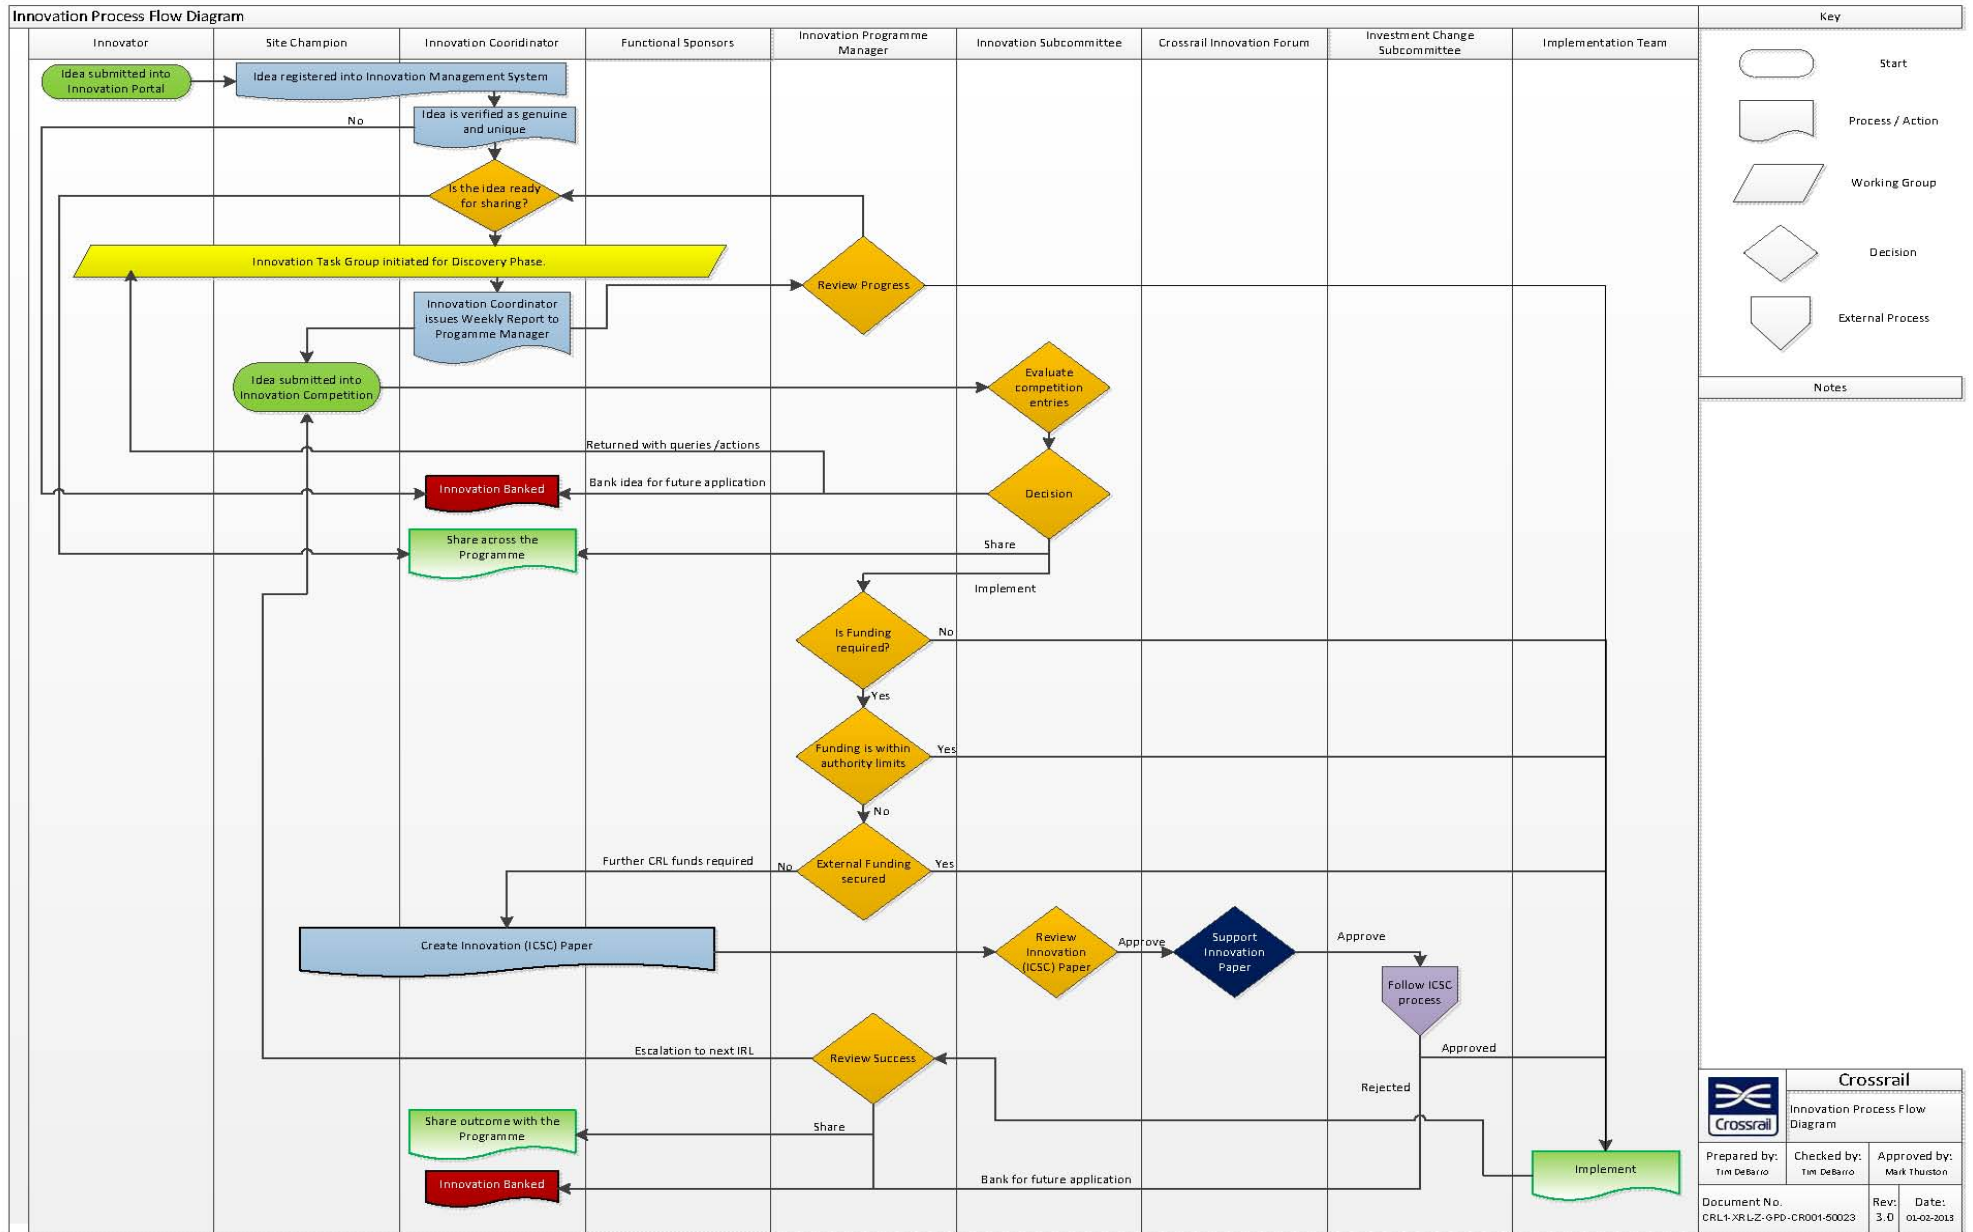 Innovation Process Flow Diagram
Key
Innovator
Site Champion
Innovation Cooridinator
Functional Sponsors
Innovation Programme
Manager
Innovation Subcommittee
Crossrail Innovation Forum
Investment Change
Subcommittee
Implementation Team
Start
Process / Action
Working Group
Decision
External Process
Notes
Idea submitted into
Innovation Portal
Idea registered into Innovation Management System
Idea is verified as genuine
and unique
No
Is the idea ready
for sharing?
Innovation Task Group initiated for Discovery Phase.
Review Progress
Innovation Coordinator
issues Weekly Report to
Progamme Manager
Idea submitted into
Innovation Competition
Evaluate
competition
entries
Returned with queries /actions
Innovation Banked
Bank idea for future application
Decision
Share across the
Programme
Share
Implement
Is Funding
required?
No
Yes
Funding is within
authority limits
Yes
No
Further CRL funds required
No
External Funding
secured
Yes
Create Innovation (ICSC) Paper
Review
Innovation
(ICSC) Paper
Approve
Support
Innovation
Paper
Approve
Follow ICSC
process
Escalation to next IRL
Review Success
Approved
Rejected
Share outcome with the
Programme
Share
Innovation Banked
Bank for future application
Implement
Crossrail
Crossrail
Innovation Process Flow
Diagram
Prepared by:
Tim DeBarro
Checked by:
Tim DeBarro
Approved by:
Mark Thurston
Document No.
CRL1-XRL-Z-GPD-CR001-50023
Rev:
3.0
Date:
01-02-2013